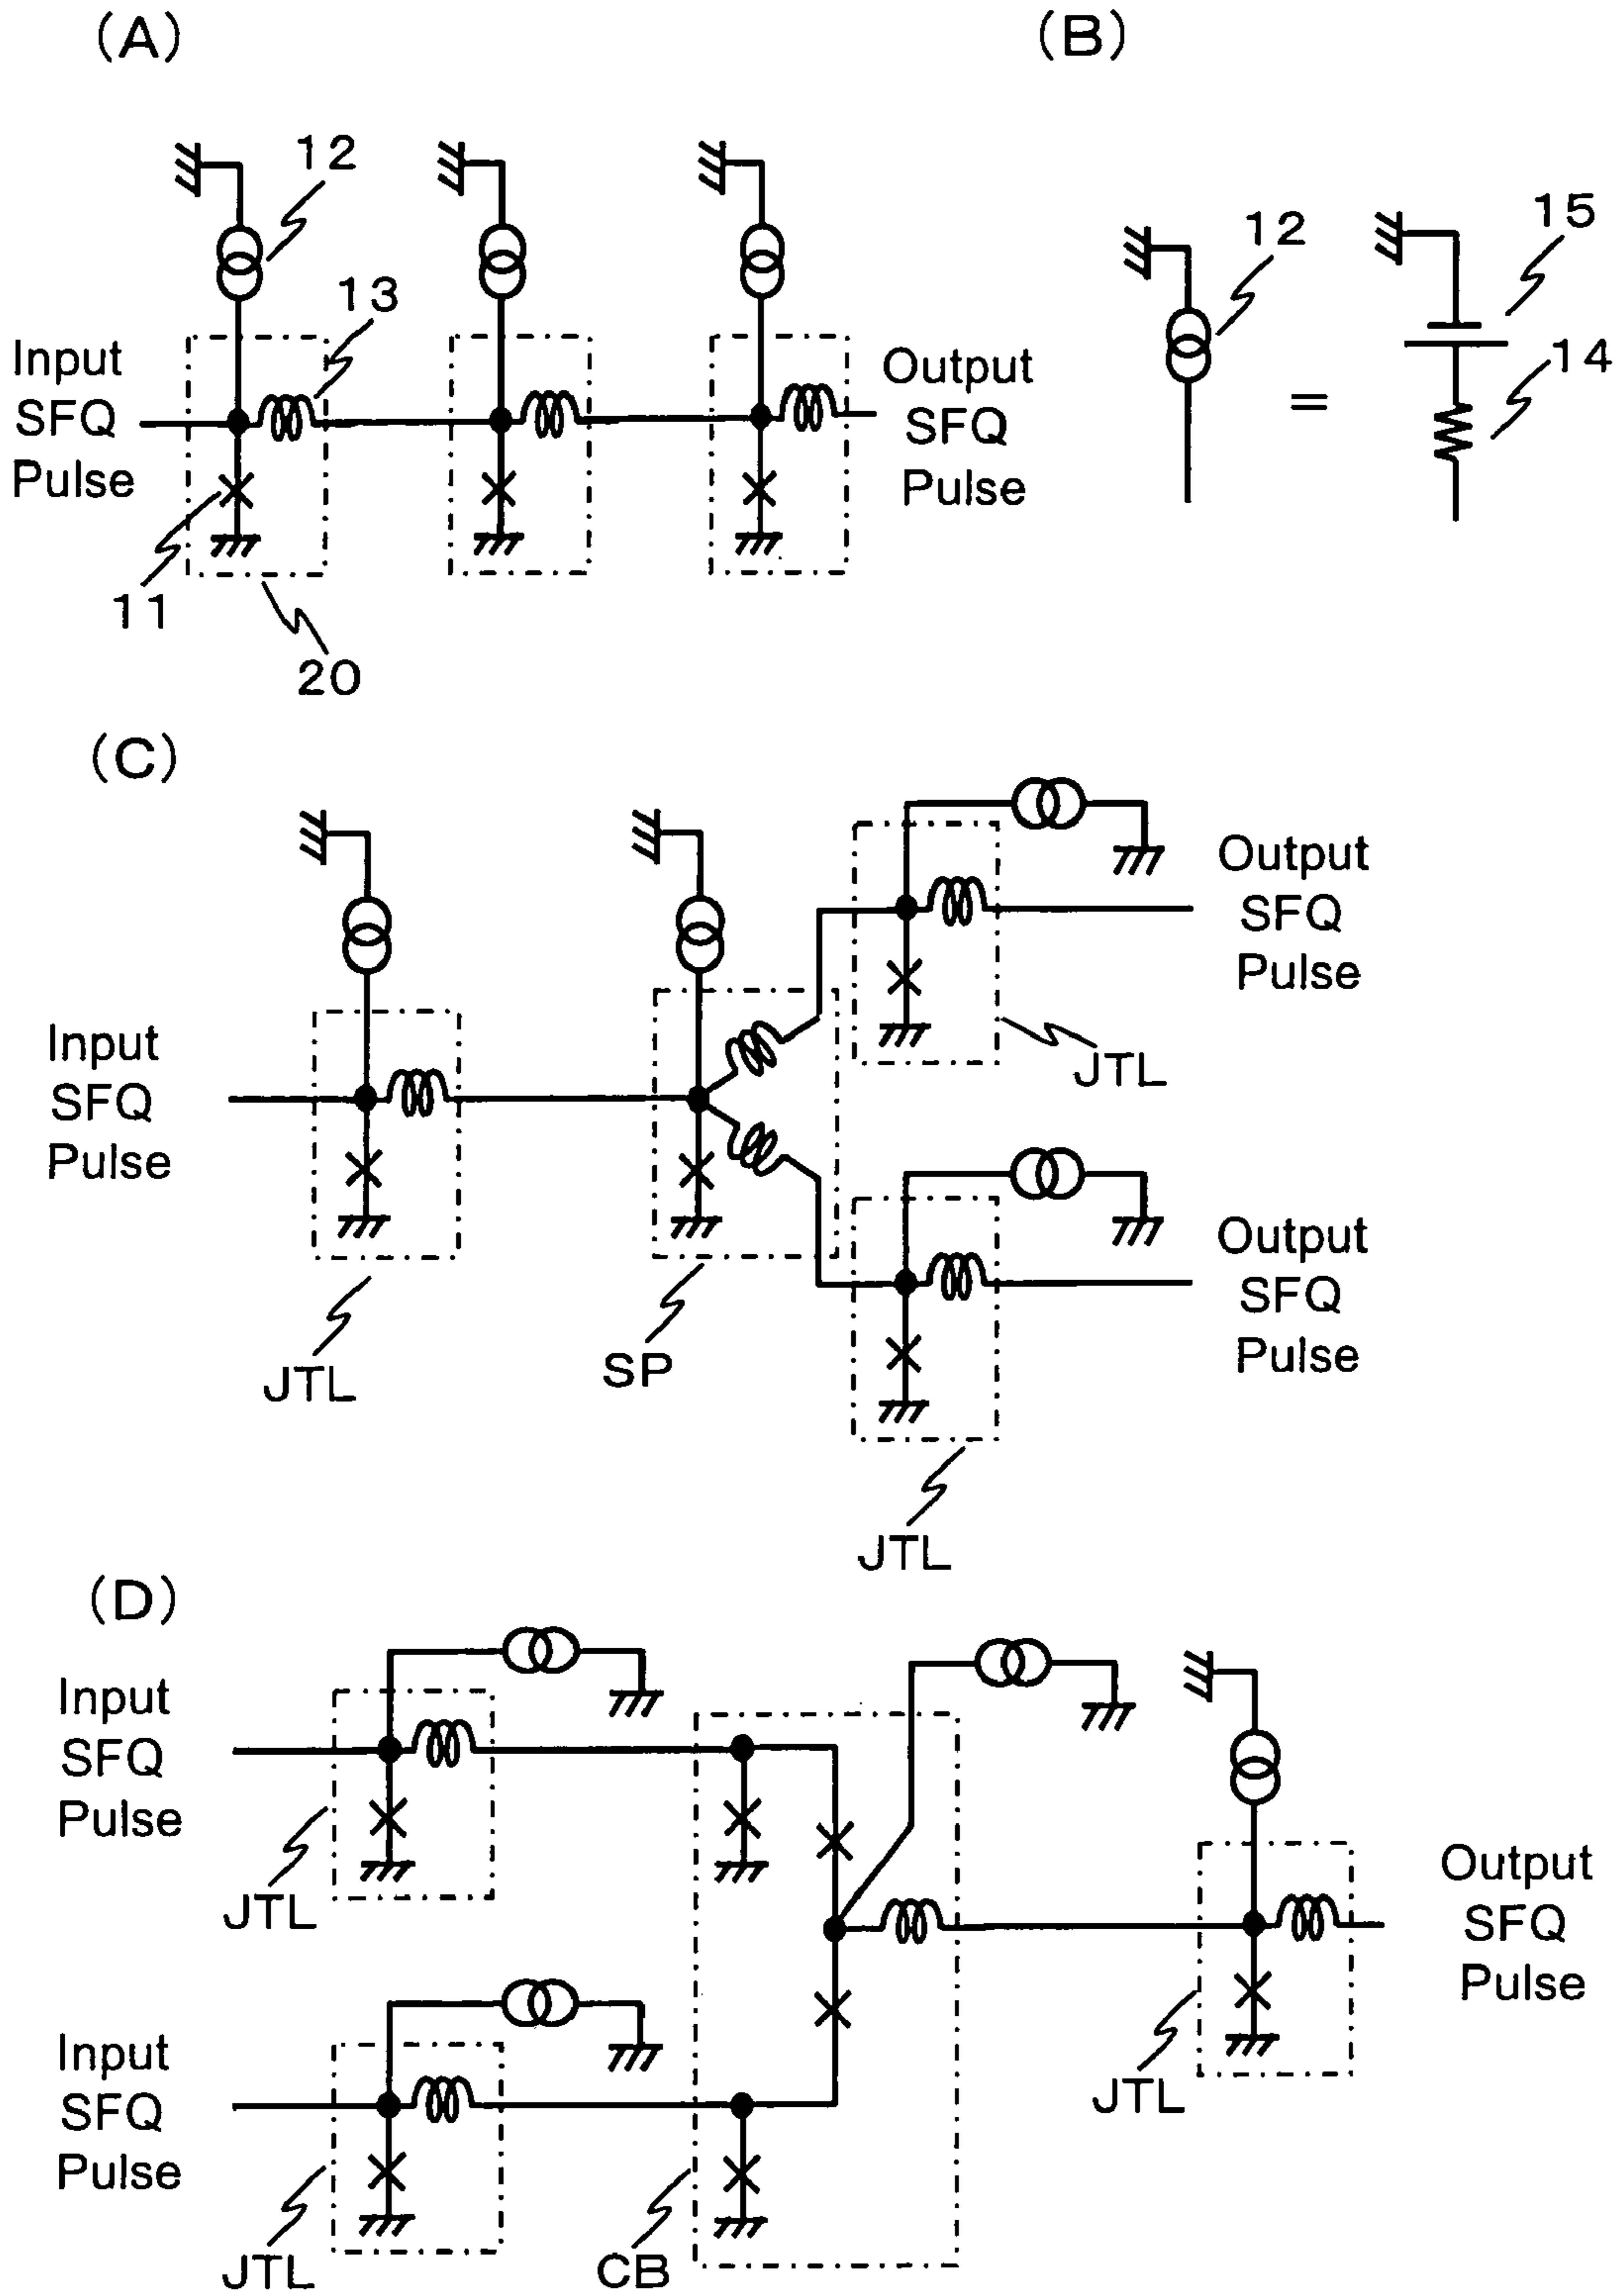 (A)
(B)
12
13
Input
SFQ
Pulse
Output
SFQ
Pulse
11
20
12
=
15
14
(C)
Input
SFQ
Pulse
JTL
SP
Output
SFQ
Pulse
JTL
Output
SFQ
Pulse
JTL
(D)
Input
SFQ
Pulse
JTL
Input
SFQ
Pulse
JTL
CB
Output
SFQ
Pulse
JTL